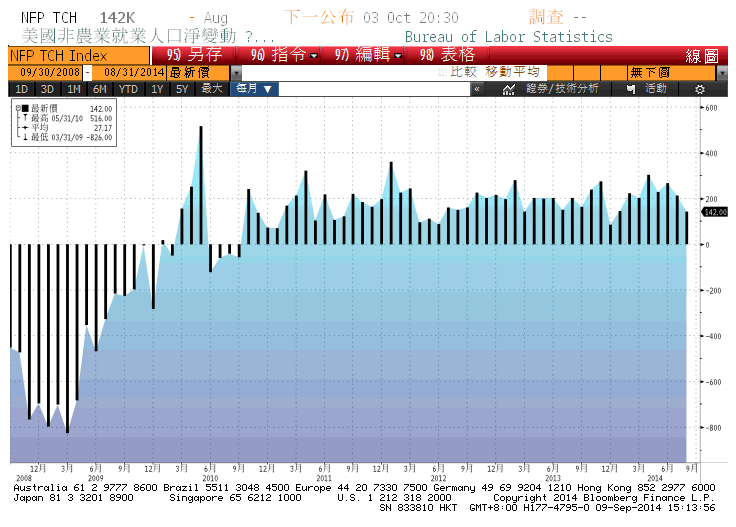 NFP TCH 142K - Aug 下一公布 03 Oct 20:30 調查 --
美國非農業就業人口淨變動 ?... Bureau of Labor Statistics
NFP TCH Index 95) 另存 96) 指令 97) 編輯 98) 表格 線圖
09/30/2008 - 08/31/2014 最新價 比較 移動平均 無下圖
1D 3D 1M 6M YTD 1Y 5Y 最大 每月 ▼ « 證券/技術分析 活動
最新價 142.00
最高 05/31/10 516.00
平均 27.17
最低 03/31/09 -826.00
600
400
200
142.00
0
-200
-400
-600
-800
12月 3月 6月 9月 12月 3月 6月 9月 12月 3月 6月 9月 12月 3月 6月 9月 12月 3月 6月 9月 12月 3月 6月 9月
2008 2009 2010 2011 2012 2013 2014
Australia 61 2 9777 8600 Brazil 5511 3048 4500 Europe 44 20 7330 7500 Germany 49 69 9204 1210 Hong Kong 852 2977 6000
Japan 81 3 3201 8900 Singapore 65 6212 1000 U.S. 1 212 318 2000 Copyright 2014 Bloomberg Finance L.P.
SN 833810 HKT GMT+8:00 H177-4795-0 09-Sep-2014 15:13:56